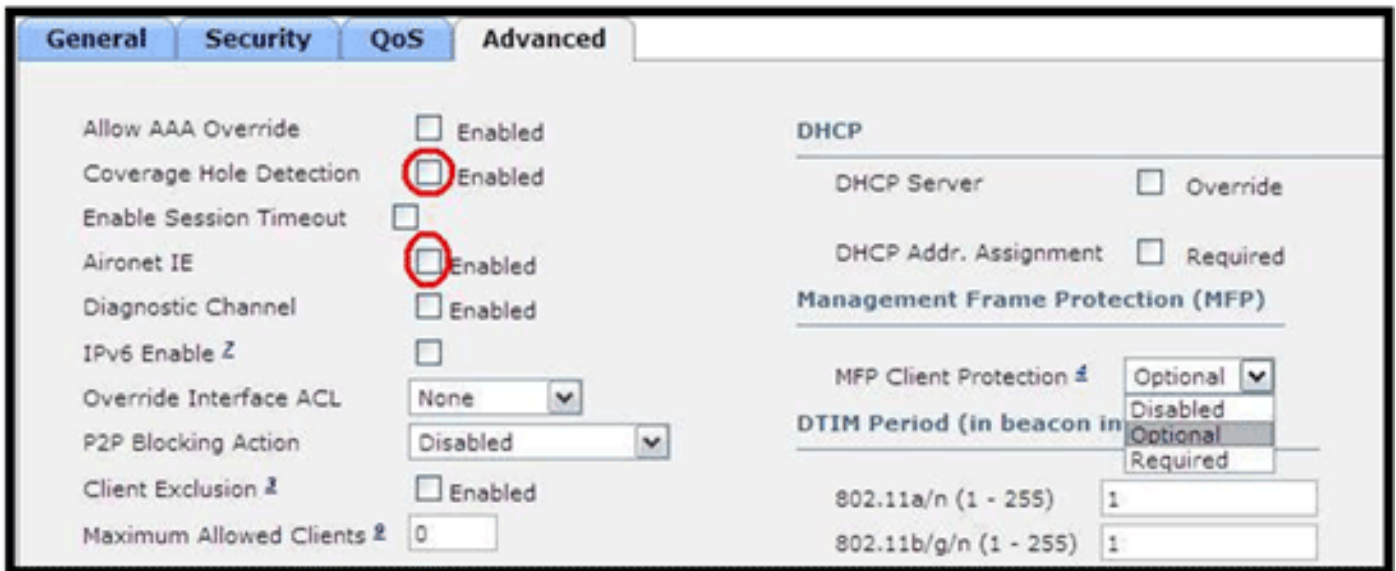 General Security QoS Advanced
Allow AAA Override Enabled
Coverage Hole Detection Enabled
Enable Session Timeout
Aironet IE Enabled
Diagnostic Channel Enabled
IPv6 Enable 7
Override Interface ACL None
P2P Blocking Action Disabled
Client Exclusion 3 Enabled
Maximum Allowed Clients 0
DHCP
DHCP Server Override
DHCP Addr. Assignment Required
Management Frame Protection (MFP)
MFP Client Protection 4 Optional
Disabled
DTIM Period (in beacon in
Optional
Required
802.11a/n (1 - 255) 1
802.11b/g/n (1 - 255) 1